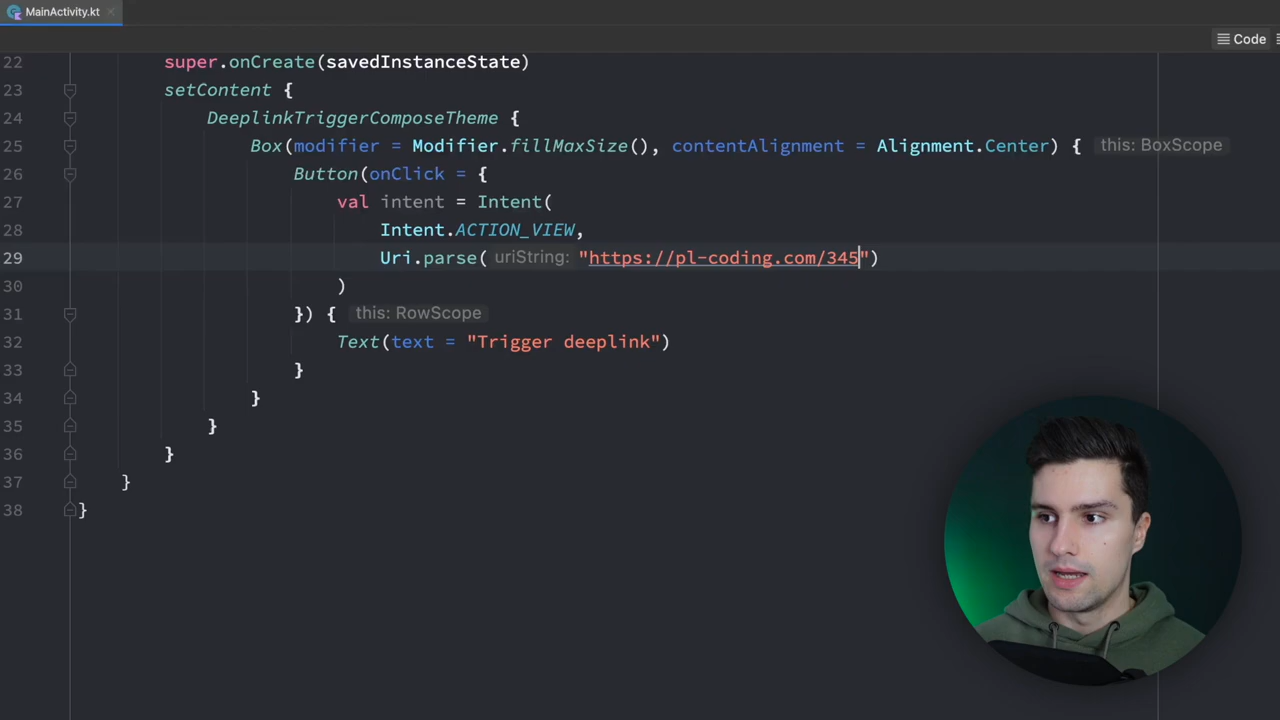 MainActivity.kt
Code
22 super.onCreate(savedInstanceState)
23 setContent {
24 DeeplinkTriggerComposeTheme {
25 Box(modifier = Modifier.fillMaxSize(), contentAlignment = Alignment.Center) { this: BoxScope
26 Button(onClick = {
27 val intent = Intent(
28 Intent.ACTION_VIEW,
29 Uri.parse( uriString: "https://pl-coding.com/345")
30 )
31 }) { this: RowScope
32 Text(text = "Trigger deeplink")
33 }
34 }
35 }
36 }
37 }
38 }